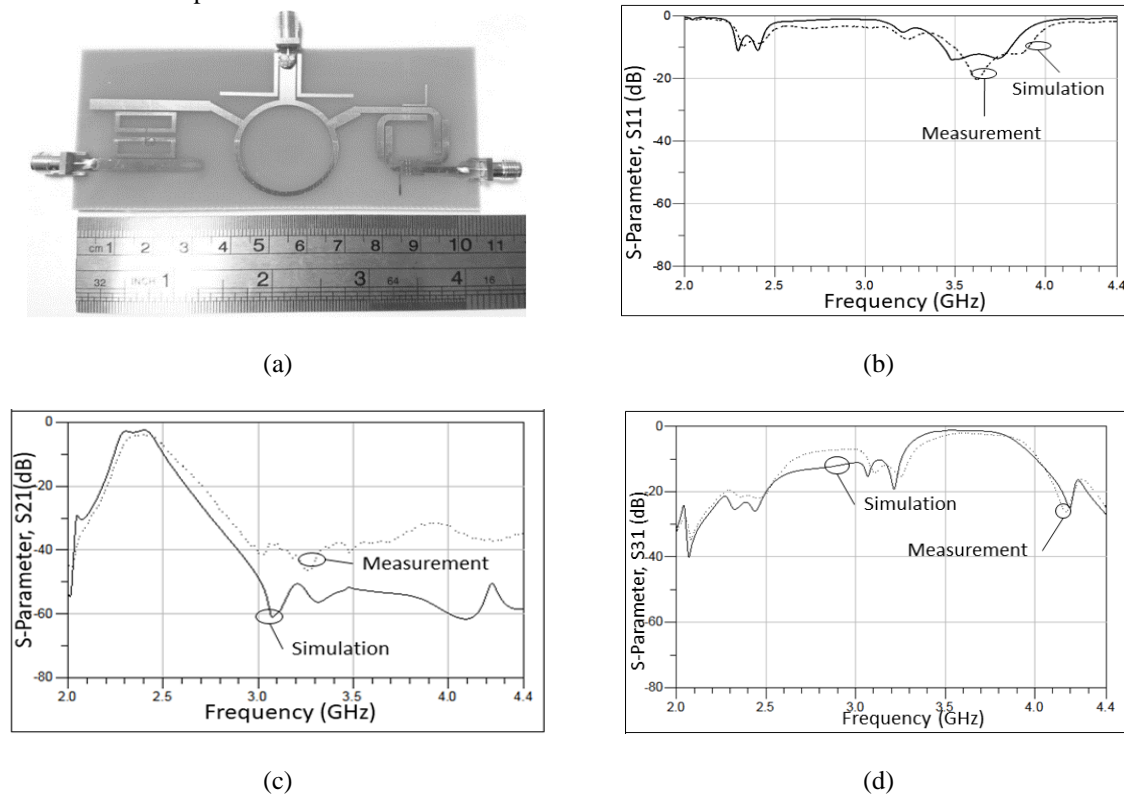 cm 1 2 3 4 5 6 7 8 9 10 11
32 INCH 1 2 3 64 4 16
(a)
0
-20
-40
-60
-80
S-Parameter, S11 (dB)
Simulation
Measurement
2.0 2.5 3.0 3.5 4.0 4.4
Frequency (GHz)
(b)
0
-20
-40
-60
-80
S-Parameter, S21(dB)
Measurement
Simulation
2.0 2.5 3.0 3.5 4.0 4.4
Frequency (GHz)
(c)
0
-20
-40
-60
-80
S-Parameter, S31 (dB)
Simulation
Measurement
2.0 2.5 3.0 3.5 4.0 4.4
Frequency (GHz)
(d)